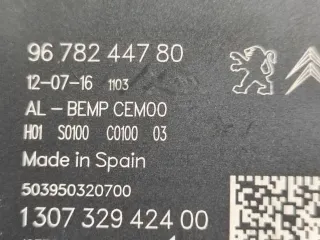 96 782 447 80
12-07-16 1103
AL - BEMP CEM00
H01 S0100 C0100 03
Made in Spain
503950320700
1307 329 424 00